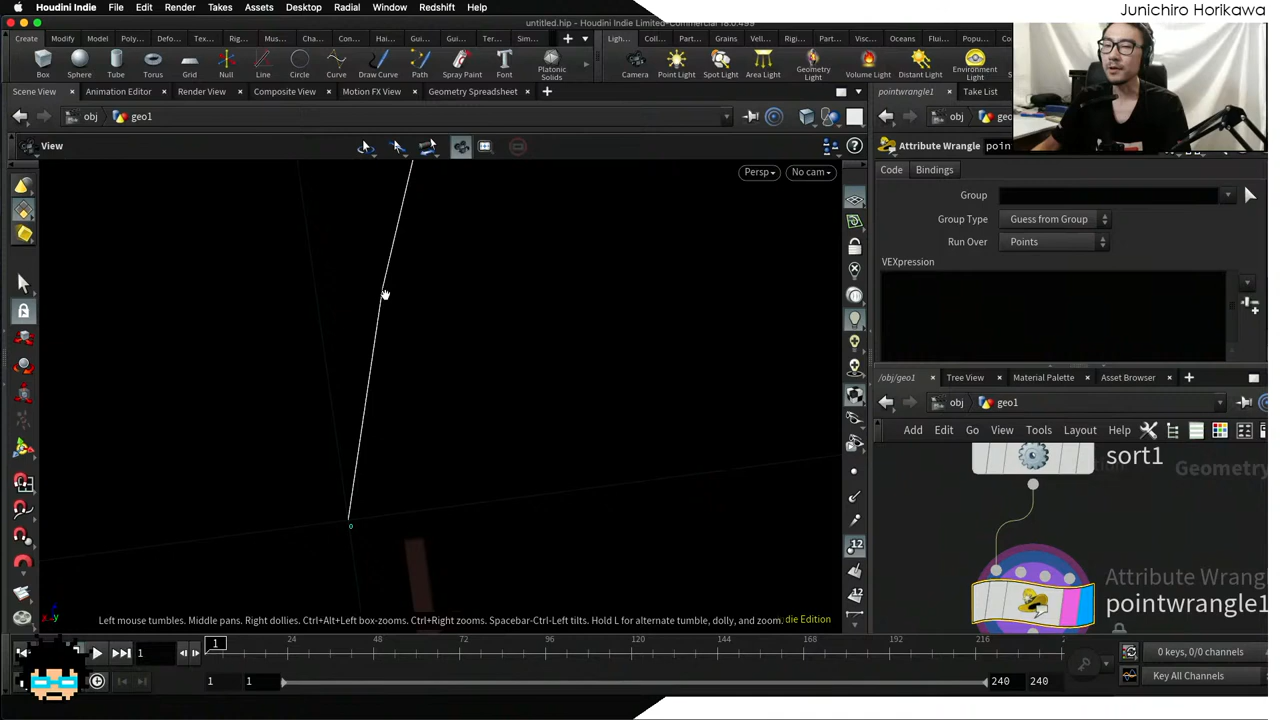 Junichiro Horikawa
Houdini Indie File Edit Render Takes Assets Desktop Radial Window Redshift Help
untitled.hip - Houdini Indie Limited-Commercial 18.0.499
Create Modify Model Poly... Defo... Tex... Rig... Mus... Cha... Con... Hai... Gui... Gui... Ter... Sim... Ligh... Coll... Part... Grains Vell... Rigi... Part... Visc... Oceans Flui... Popu...
Box Sphere Tube Torus Grid Null Line Circle Curve Draw Curve Path Spray Paint Font Platonic Solids Camera Point Light Spot Light Area Light Geometry Light Volume Light Distant Light Environment Light
Scene View Animation Editor Render View Composite View Motion FX View Geometry Spreadsheet pointwrangle1 Take List
obj geo1 obj geo
View Attribute Wrangle poin
Persp No cam Code Bindings
Group
Group Type Guess from Group
Run Over Points
VEXpression
/obj/geo1 Tree View Material Palette Asset Browser
obj geo1
Add Edit Go View Tools Layout Help
sort1 Geometry
0
Attribute Wrangle
pointwrangle1
12
12
Left mouse tumbles. Middle pans. Right dollies. Ctrl+Alt+Left box-zooms. Ctrl+Right zooms. Spacebar-Ctrl-Left tilts. Hold L for alternate tumble, dolly, and zoom. die Edition
1 1 24 48 72 96 120 144 168 192 216 0 keys, 0/0 channels
1 1 240 240 Key All Channels